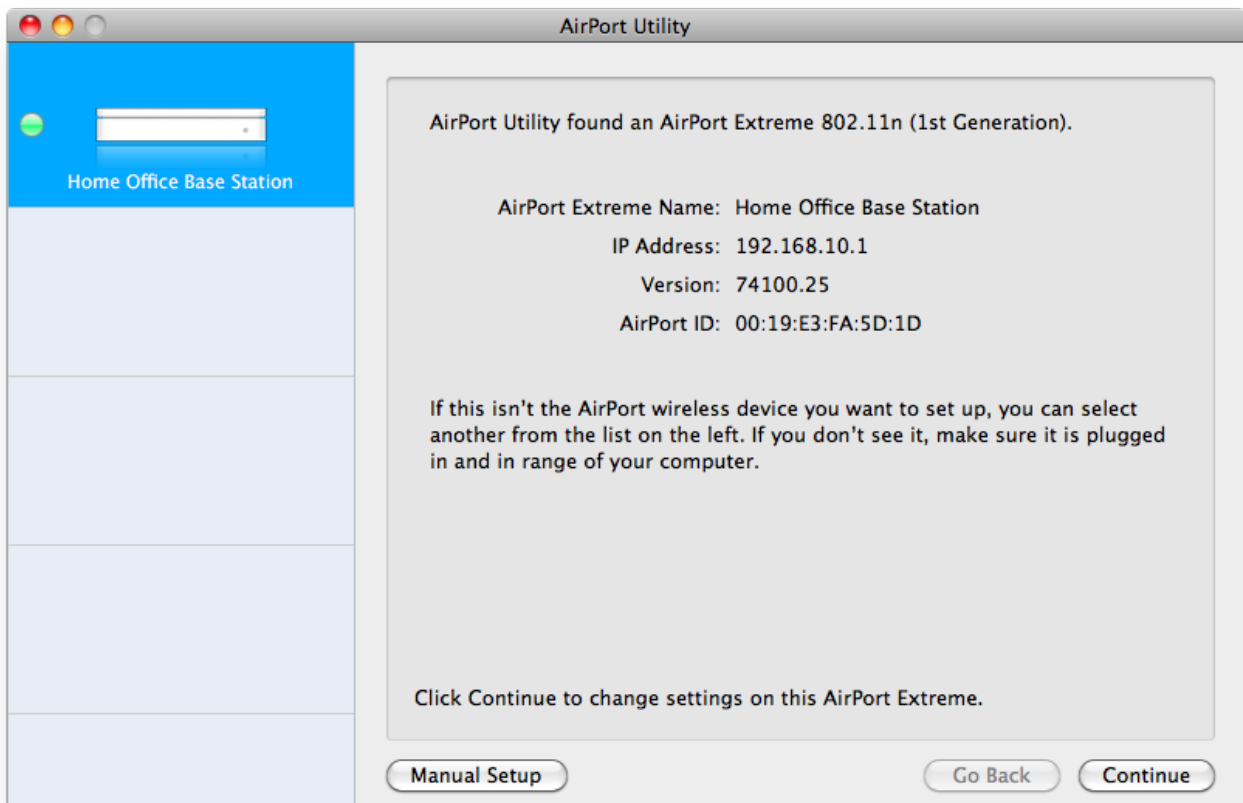 AirPort Utility
Home Office Base Station
AirPort Utility found an AirPort Extreme 802.11n (1st Generation).
AirPort Extreme Name: Home Office Base Station
IP Address: 192.168.10.1
Version: 74100.25
AirPort ID: 00:19:E3:FA:5D:1D
If this isn't the AirPort wireless device you want to set up, you can select
another from the list on the left. If you don't see it, make sure it is plugged
in and in range of your computer.
Click Continue to change settings on this AirPort Extreme.
Manual Setup
Go Back
Continue